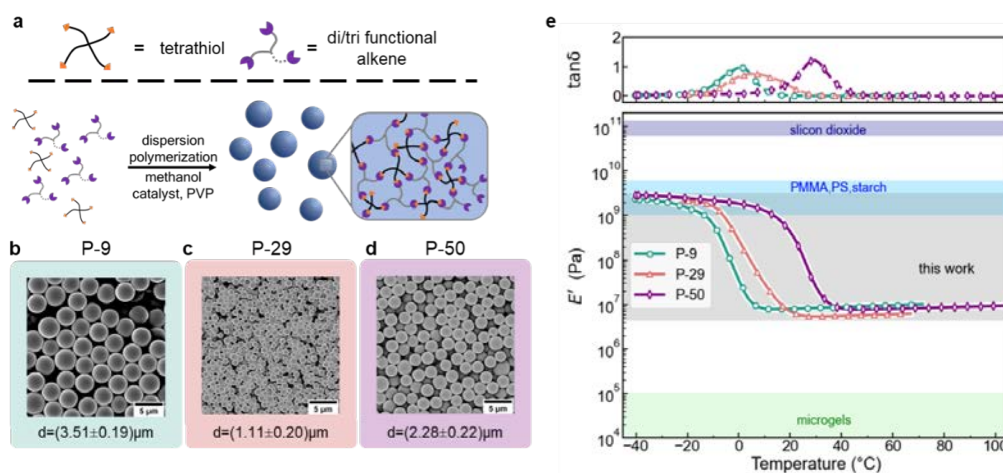 a
= tetrathiol
= di/tri functional
alkene
dispersion
polymerization
methanol
catalyst, PVP
b P-9
5 µm
d=(3.51±0.19)µm
c P-29
5 µm
d=(1.11±0.20)µm
d P-50
5 µm
d=(2.28±0.22)µm
e
tanδ
2
1
0
E′ (Pa)
10¹¹
10¹⁰
10⁹
10⁸
10⁷
10⁶
10⁵
10⁴
silicon dioxide
PMMA,PS,starch
P-9
P-29
P-50
this work
microgels
-40 -20 0 20 40 60 80 100
Temperature (°C)